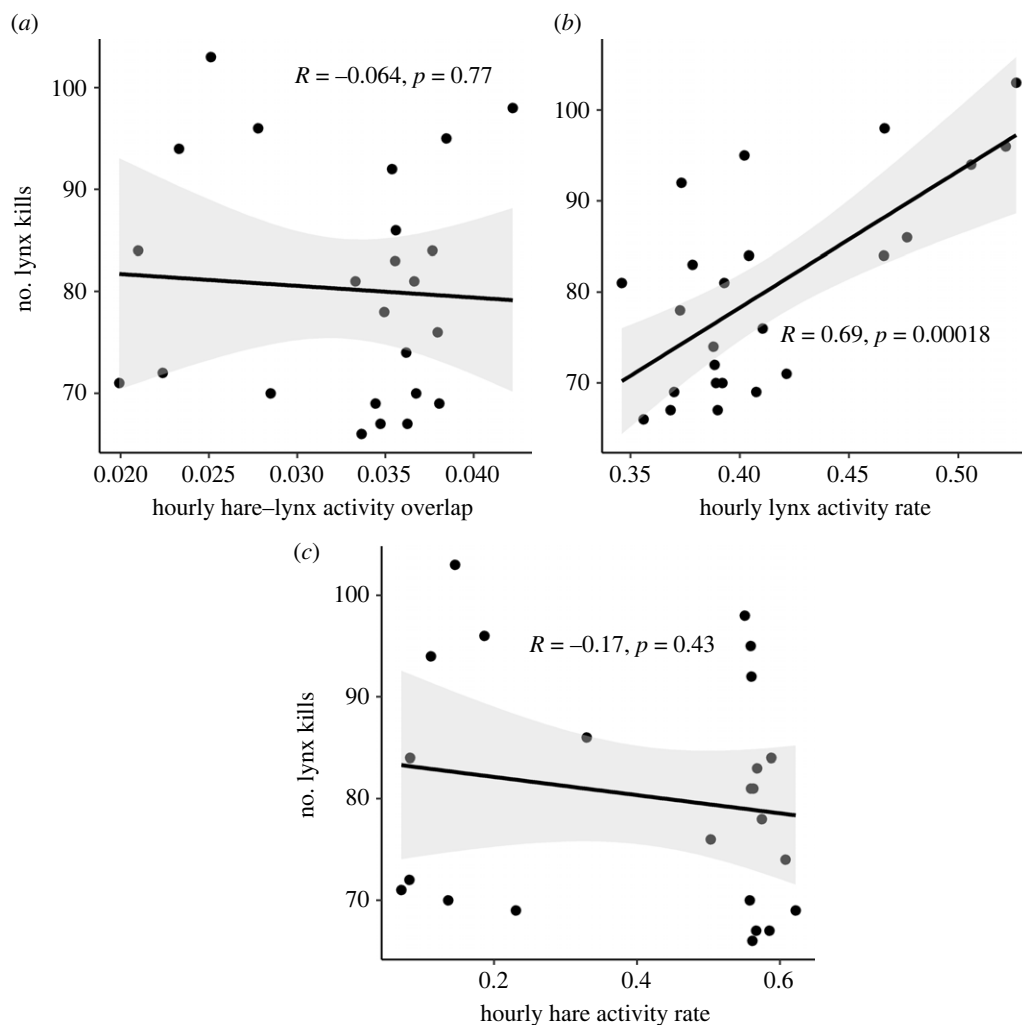 (a)
R = –0.064, p = 0.77
100
90
80
70
no. lynx kills
0.020 0.025 0.030 0.035 0.040
hourly hare–lynx activity overlap
(b)
100
90
80
70
R = 0.69, p = 0.00018
0.35 0.40 0.45 0.50
hourly lynx activity rate
(c)
100
R = –0.17, p = 0.43
90
80
70
no. lynx kills
0.2 0.4 0.6
hourly hare activity rate